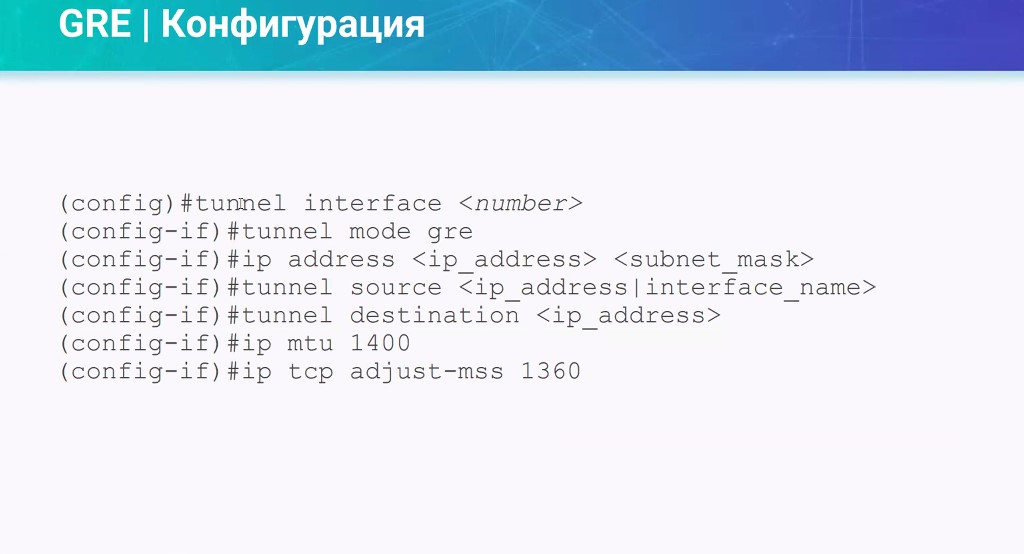 GRE | Конфигурация
(config)#tunnel interface <number>
(config-if)#tunnel mode gre
(config-if)#ip address <ip_address> <subnet_mask>
(config-if)#tunnel source <ip_address|interface_name>
(config-if)#tunnel destination <ip_address>
(config-if)#ip mtu 1400
(config-if)#ip tcp adjust-mss 1360